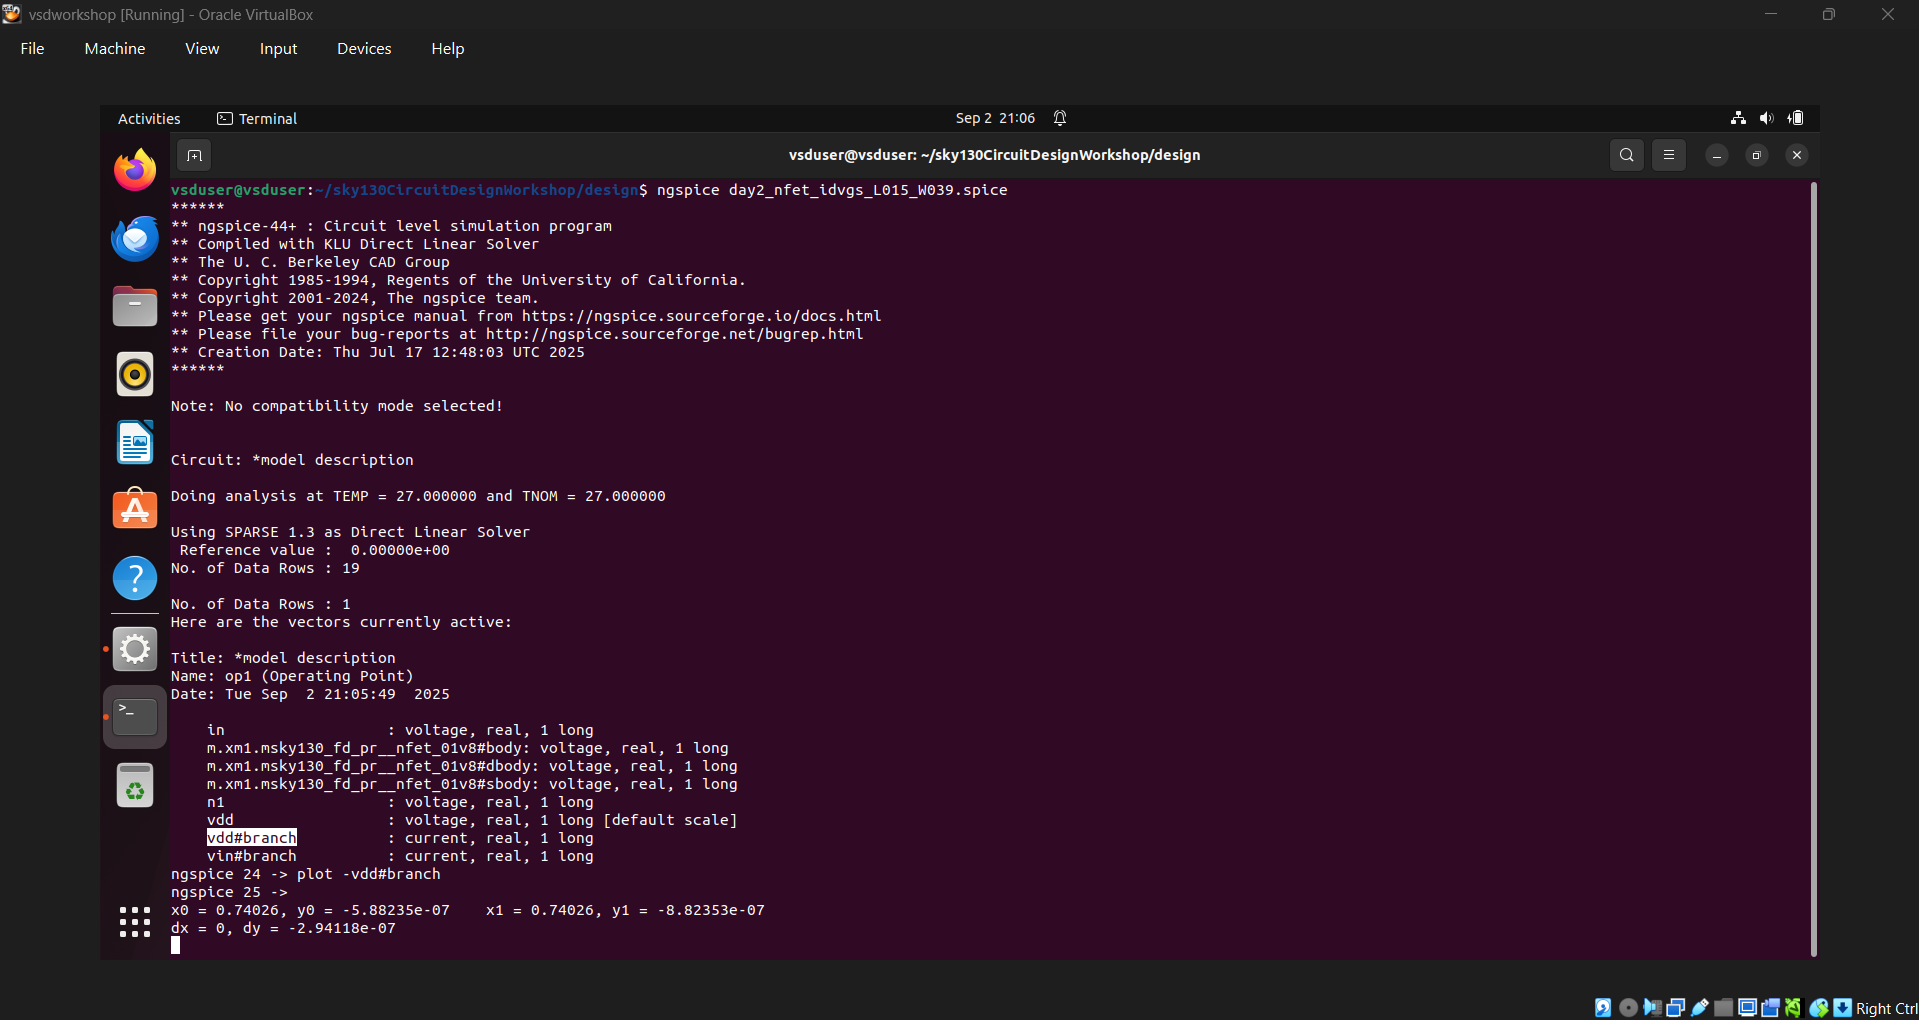 vsdworkshop [Running] - Oracle VirtualBox
File Machine View Input Devices Help
Activities Terminal Sep 2 21:06
vsduser@vsduser: ~/sky130CircuitDesignWorkshop/design
vsduser@vsduser:~/sky130CircuitDesignWorkshop/design$ ngspice day2_nfet_idvgs_L015_W039.spice
******
** ngspice-44+ : Circuit level simulation program
** Compiled with KLU Direct Linear Solver
** The U. C. Berkeley CAD Group
** Copyright 1985-1994, Regents of the University of California.
** Copyright 2001-2024, The ngspice team.
** Please get your ngspice manual from https://ngspice.sourceforge.io/docs.html
** Please file your bug-reports at http://ngspice.sourceforge.net/bugrep.html
** Creation Date: Thu Jul 17 12:48:03 UTC 2025
******
Note: No compatibility mode selected!
Circuit: *model description
Doing analysis at TEMP = 27.000000 and TNOM = 27.000000
Using SPARSE 1.3 as Direct Linear Solver
Reference value :  0.00000e+00
No. of Data Rows : 19
No. of Data Rows : 1
Here are the vectors currently active:
Title: *model description
Name: op1 (Operating Point)
Date: Tue Sep  2 21:05:49  2025
in                  : voltage, real, 1 long
m.xm1.msky130_fd_pr__nfet_01v8#body: voltage, real, 1 long
m.xm1.msky130_fd_pr__nfet_01v8#dbody: voltage, real, 1 long
m.xm1.msky130_fd_pr__nfet_01v8#sbody: voltage, real, 1 long
n1                  : voltage, real, 1 long
vdd                 : voltage, real, 1 long [default scale]
vdd#branch          : current, real, 1 long
vin#branch          : current, real, 1 long
ngspice 24 -> plot -vdd#branch
ngspice 25 ->
x0 = 0.74026, y0 = -5.88235e-07    x1 = 0.74026, y1 = -8.82353e-07
dx = 0, dy = -2.94118e-07
Right Ctrl